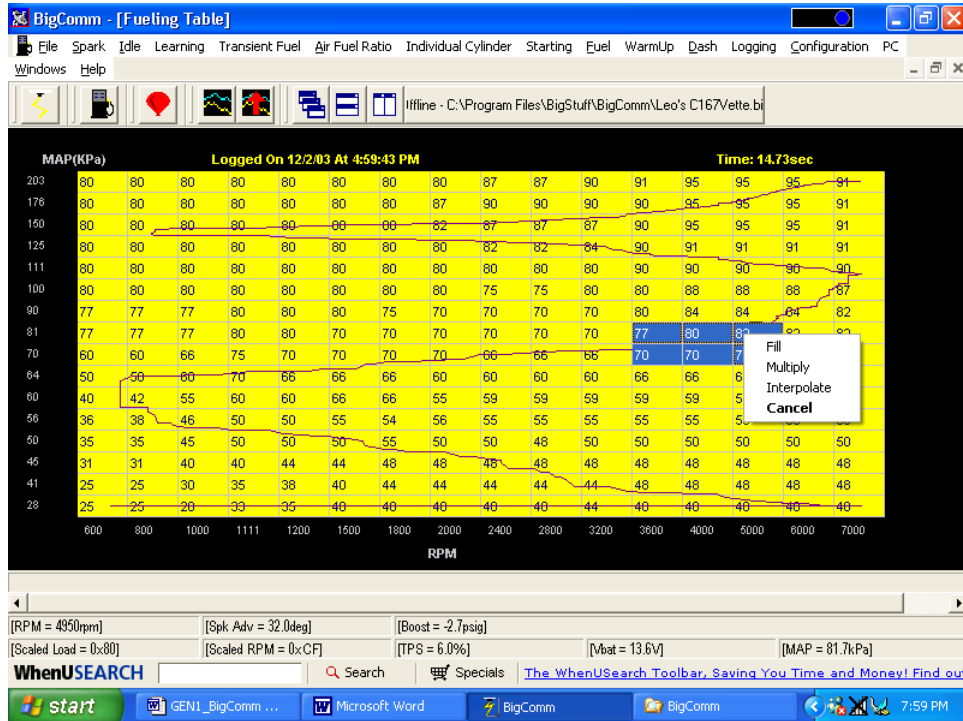 BigComm - [Fueling Table]
File Spark Idle Learning Transient Fuel Air Fuel Ratio Individual Cylinder Starting Fuel WarmUp Dash Logging Configuration PC
Windows Help
Iffline - C:\Program Files\BigStuff\BigComm\Leo's C167Vette.bi
MAP(KPa) Logged On 12/2/03 At 4:59:43 PM Time: 14.73sec
203 80 80 80 80 80 80 80 80 87 87 90 91 95 95 95 91
176 80 80 80 80 80 80 80 87 90 90 90 90 95 95 95 91
150 80 80 80 80 80 80 80 82 87 87 87 90 95 95 95 91
125 80 80 80 80 80 80 80 80 82 82 84 90 91 91 91 91
111 80 80 80 80 80 80 80 80 80 80 80 90 90 90 90 90
100 80 80 80 80 80 80 80 80 75 75 80 80 88 88 88 87
90 77 77 77 80 80 80 75 70 70 70 70 80 84 84 84 82
81 77 77 77 80 80 70 70 70 70 70 70 77 80
70 60 60 66 75 70 70 70 70 66 66 66 70 70
64 50 50 60 70 66 66 66 60 60 60 60 66 66
60 40 42 55 60 60 66 66 55 59 59 59 59 59
56 36 38 46 50 50 55 54 56 55 55 55 55 55
50 35 35 45 50 50 50 55 50 50 48 50 50 50 50 50 50
45 31 31 40 40 44 44 48 48 48 48 48 48 48 48 48 48
41 25 25 30 35 38 40 44 44 44 44 44 48 48 48 48 48
28 25 25 28 33 35 40 40 40 40 40 44 40 40 40 40 40
600 800 1000 1111 1200 1500 1800 2000 2400 2800 3200 3600 4000 5000 6000 7000
RPM
Fill
Multiply
Interpolate
Cancel
[RPM = 4950rpm] [Spk Adv = 32.0deg] [Boost = -2.7psig]
[Scaled Load = 0x80] [Scaled RPM = 0xCF] [TPS = 6.0%] [Vbat = 13.6V] [MAP = 81.7kPa]
WhenUSEARCH Search Specials The WhenUSearch Toolbar, Saving You Time and Money! Find ou
start GEN1_BigComm ... Microsoft Word BigComm BigComm 7:59 PM